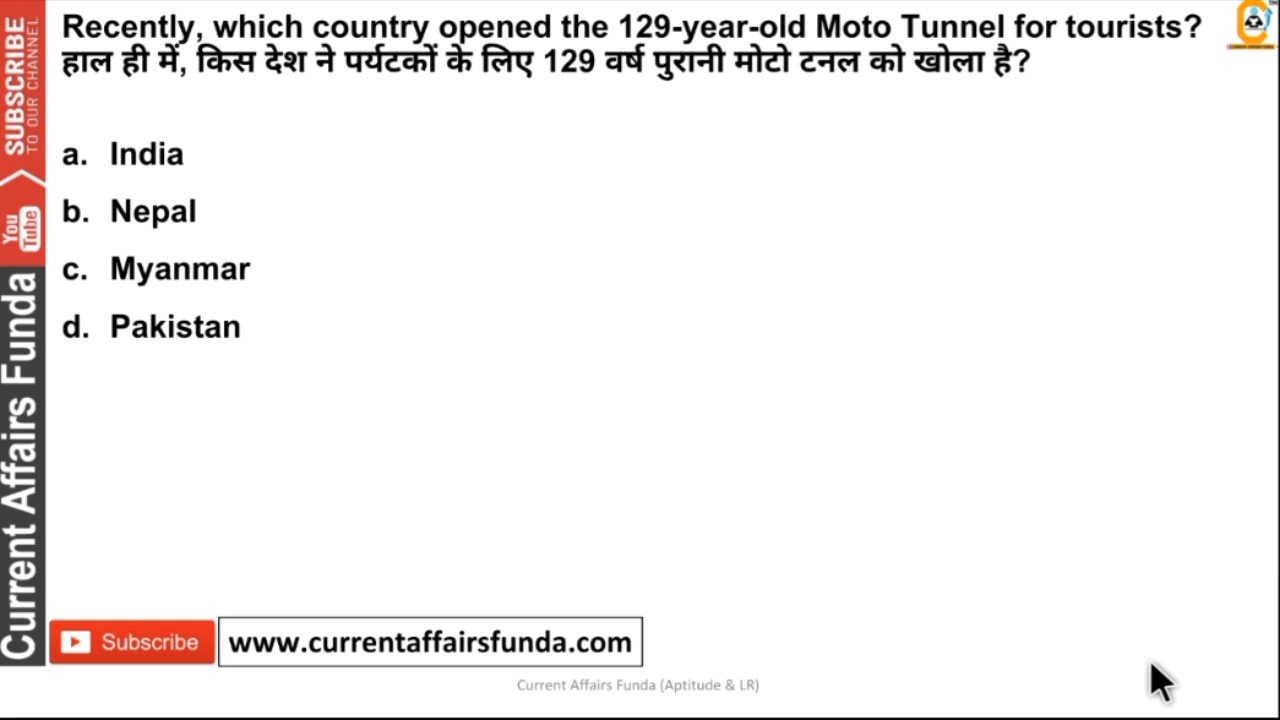 Recently, which country opened the 129-year-old Moto Tunnel for tourists?
हाल ही में, किस देश ने पर्यटकों के लिए 129 वर्ष पुरानी मोटो टनल को खोला है?
a. India
b. Nepal
c. Myanmar
d. Pakistan
SUBSCRIBE
TO OUR CHANNEL
You Tube
Current Affairs Funda
Subscribe
www.currentaffairsfunda.com
Current Affairs Funda (Aptitude & LR)